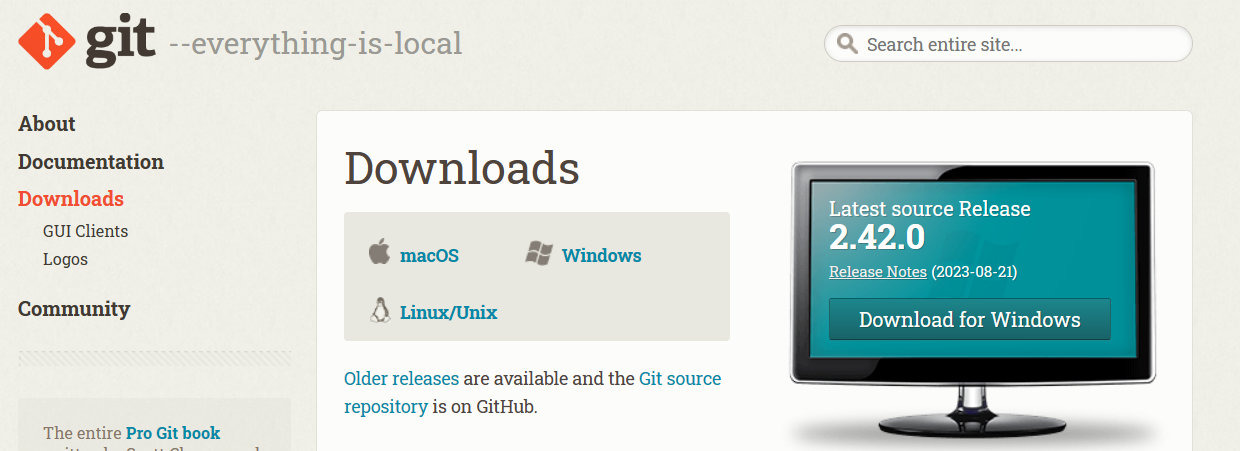 git --everything-is-local
Search entire site...
About
Documentation
Downloads
GUI Clients
Logos
Community
The entire Pro Git book
Downloads
macOS
Windows
Linux/Unix
Older releases are available and the Git source
repository is on GitHub.
Latest source Release
2.42.0
Release Notes (2023-08-21)
Download for Windows